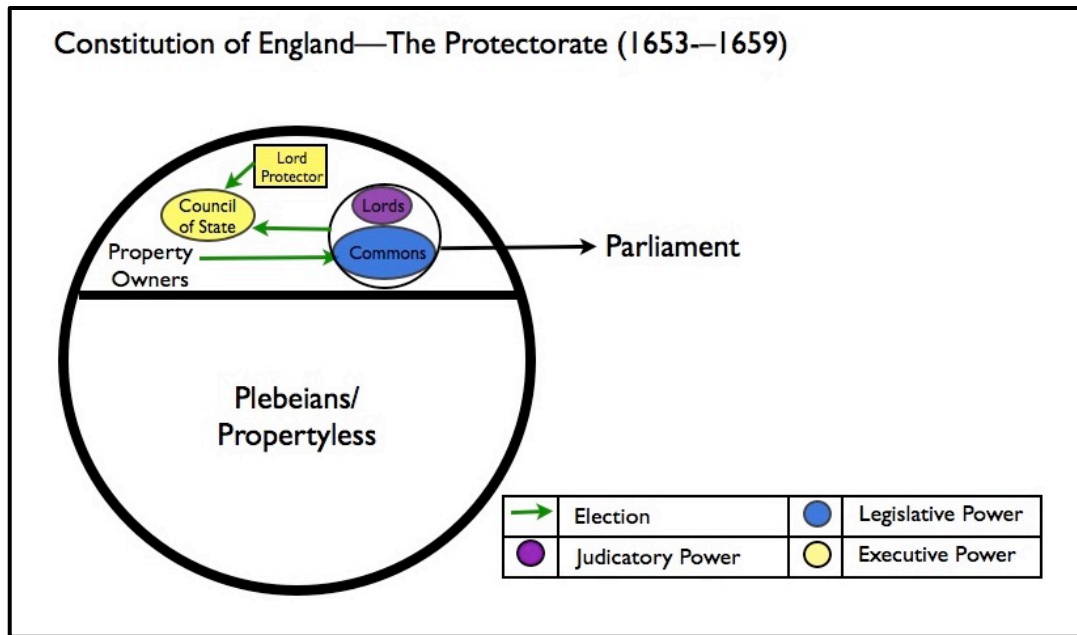 Constitution of England—The Protectorate (1653-–1659)
Lord
Protector
Council
of State
Lords
Property
Owners
Commons
Parliament
Plebeians/
Propertyless
Election
Legislative Power
Judicatory Power
Executive Power